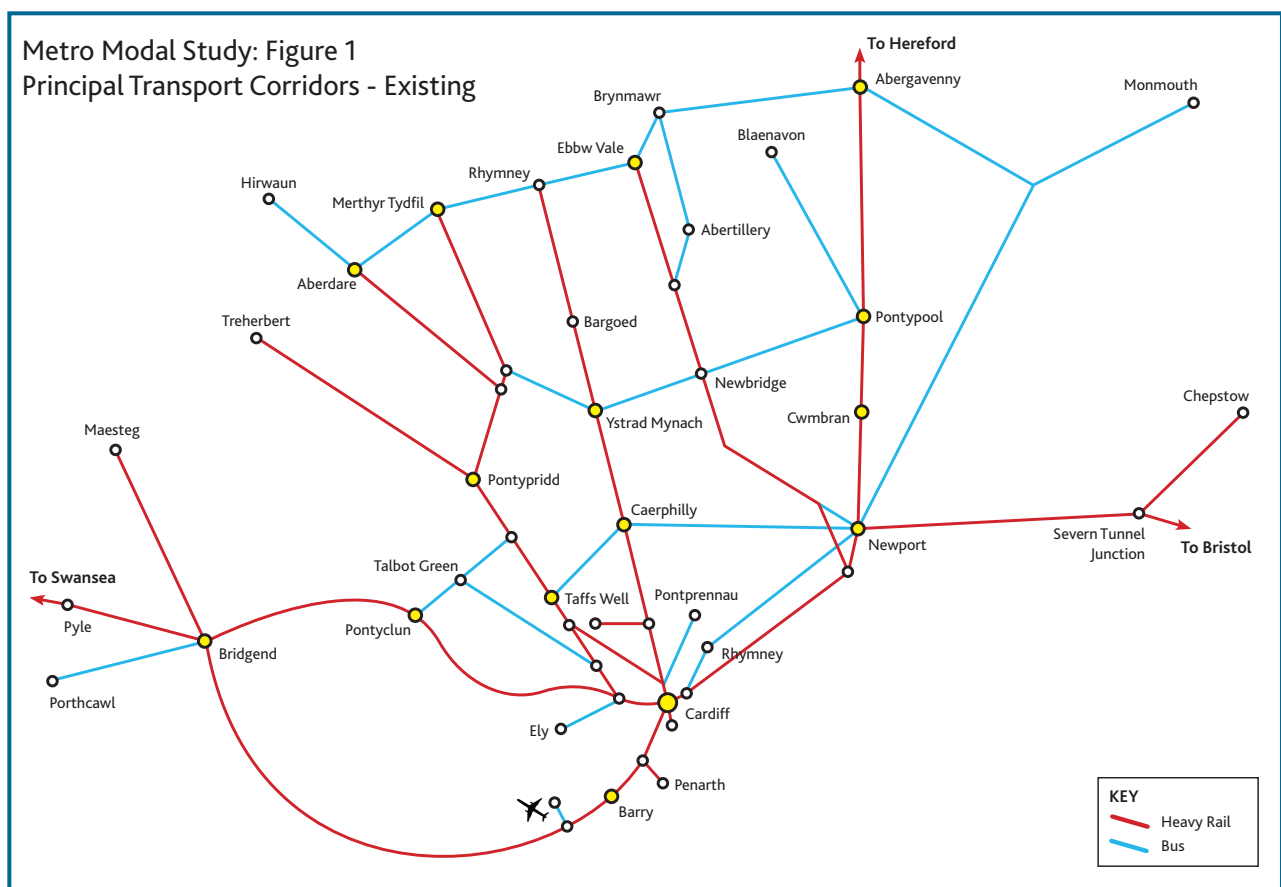 Metro Modal Study: Figure 1
Principal Transport Corridors - Existing
To Hereford
Abergavenny
Monmouth
Brynmawr
Blaenavon
Ebbw Vale
Rhymney
Hirwaun
Merthyr Tydfil
Abertillery
Aberdare
Treherbert
Bargoed
Pontypool
Newbridge
Chepstow
Ystrad Mynach
Cwmbran
Maesteg
Pontypridd
Caerphilly
Newport
Severn Tunnel
Junction
To Bristol
Talbot Green
To Swansea
Taffs Well
Pontprennau
Pyle
Pontyclun
Bridgend
Rhymney
Porthcawl
Cardiff
Ely
Penarth
Barry
KEY
Heavy Rail
Bus